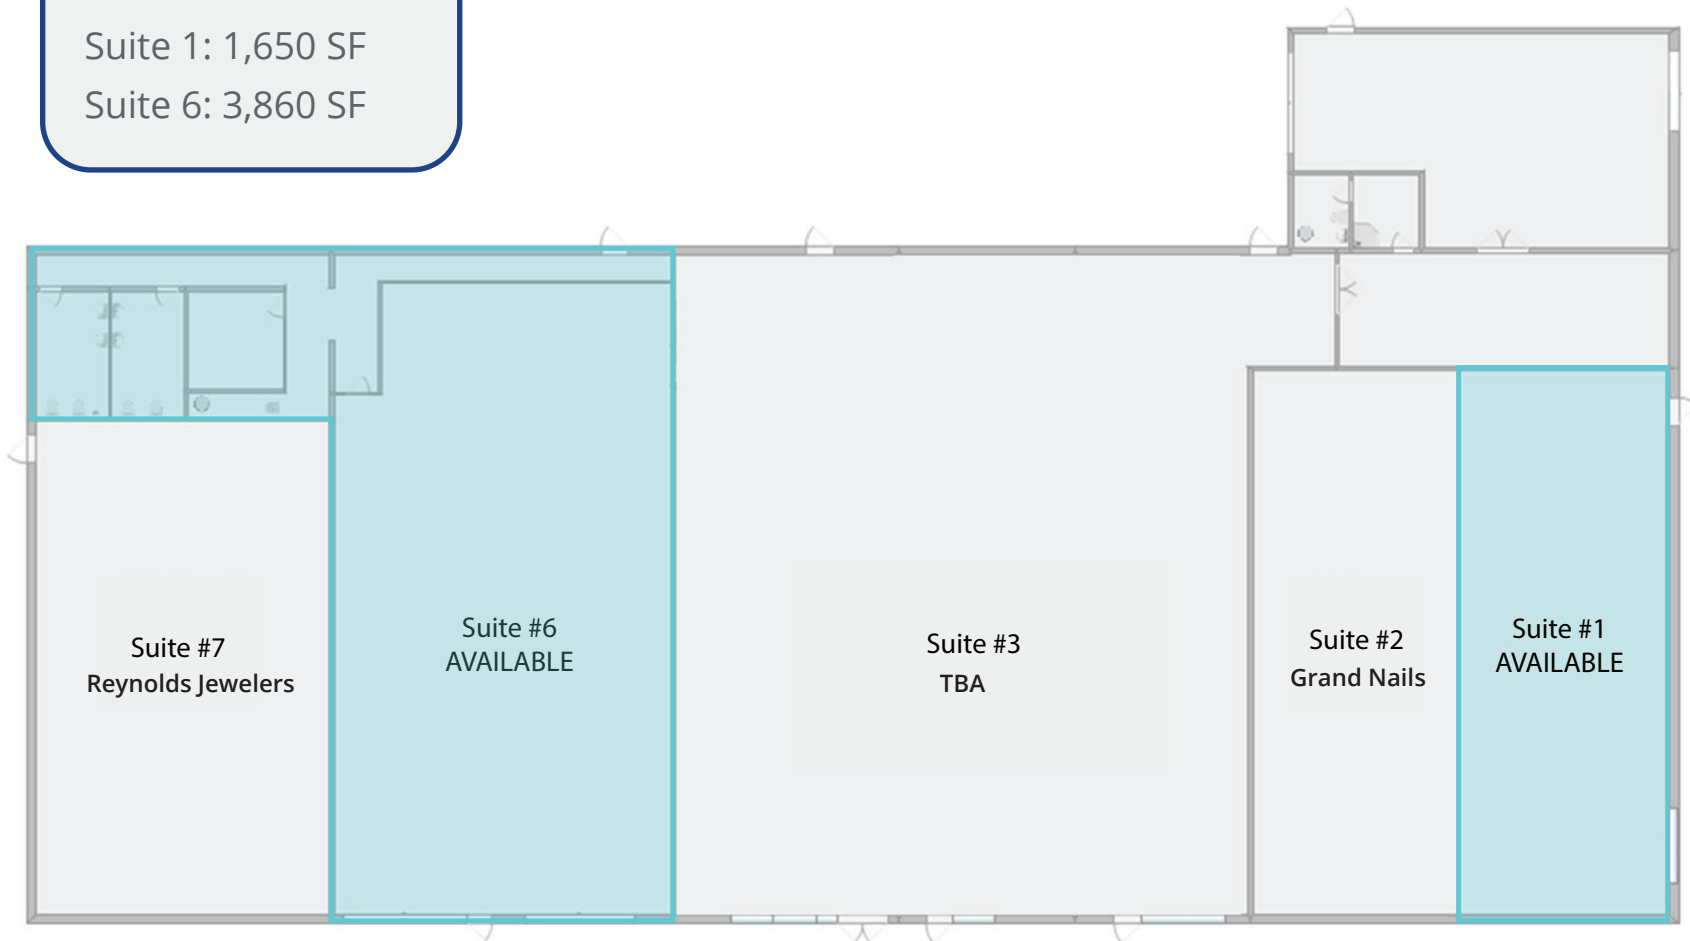 Suite 1: 1,650 SF
Suite 6: 3,860 SF
Suite #7
Reynolds Jewelers
Suite #6
AVAILABLE
Suite #3
TBA
Suite #2
Grand Nails
Suite #1
AVAILABLE